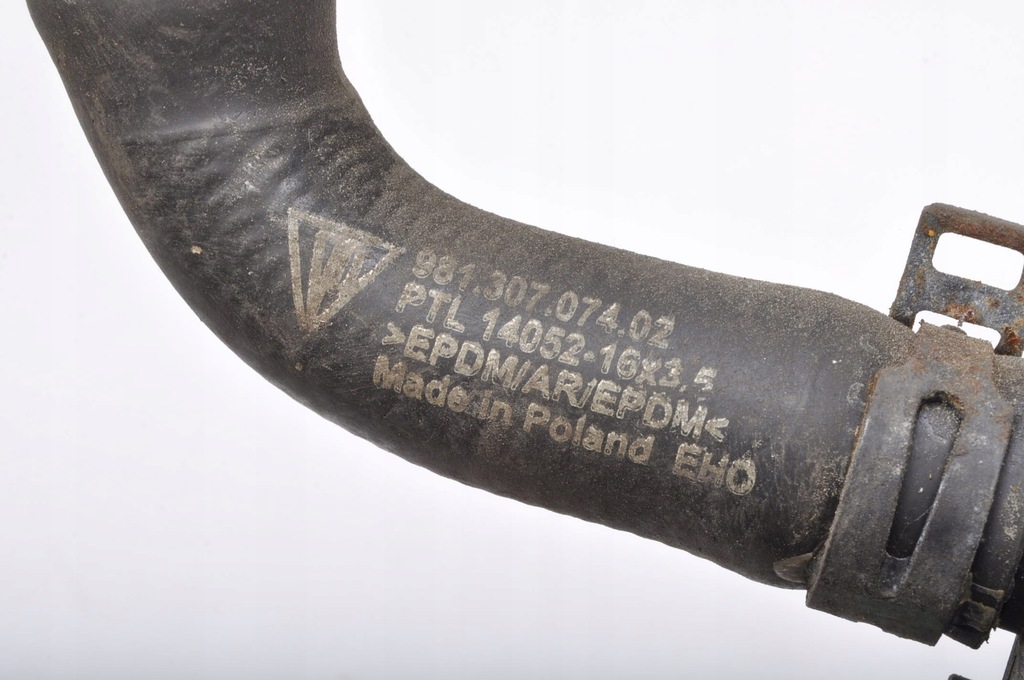 981.307.074.02
PTL 14052-16x3,5
>EPDM/AR/EPDM<
Made in Poland EHO